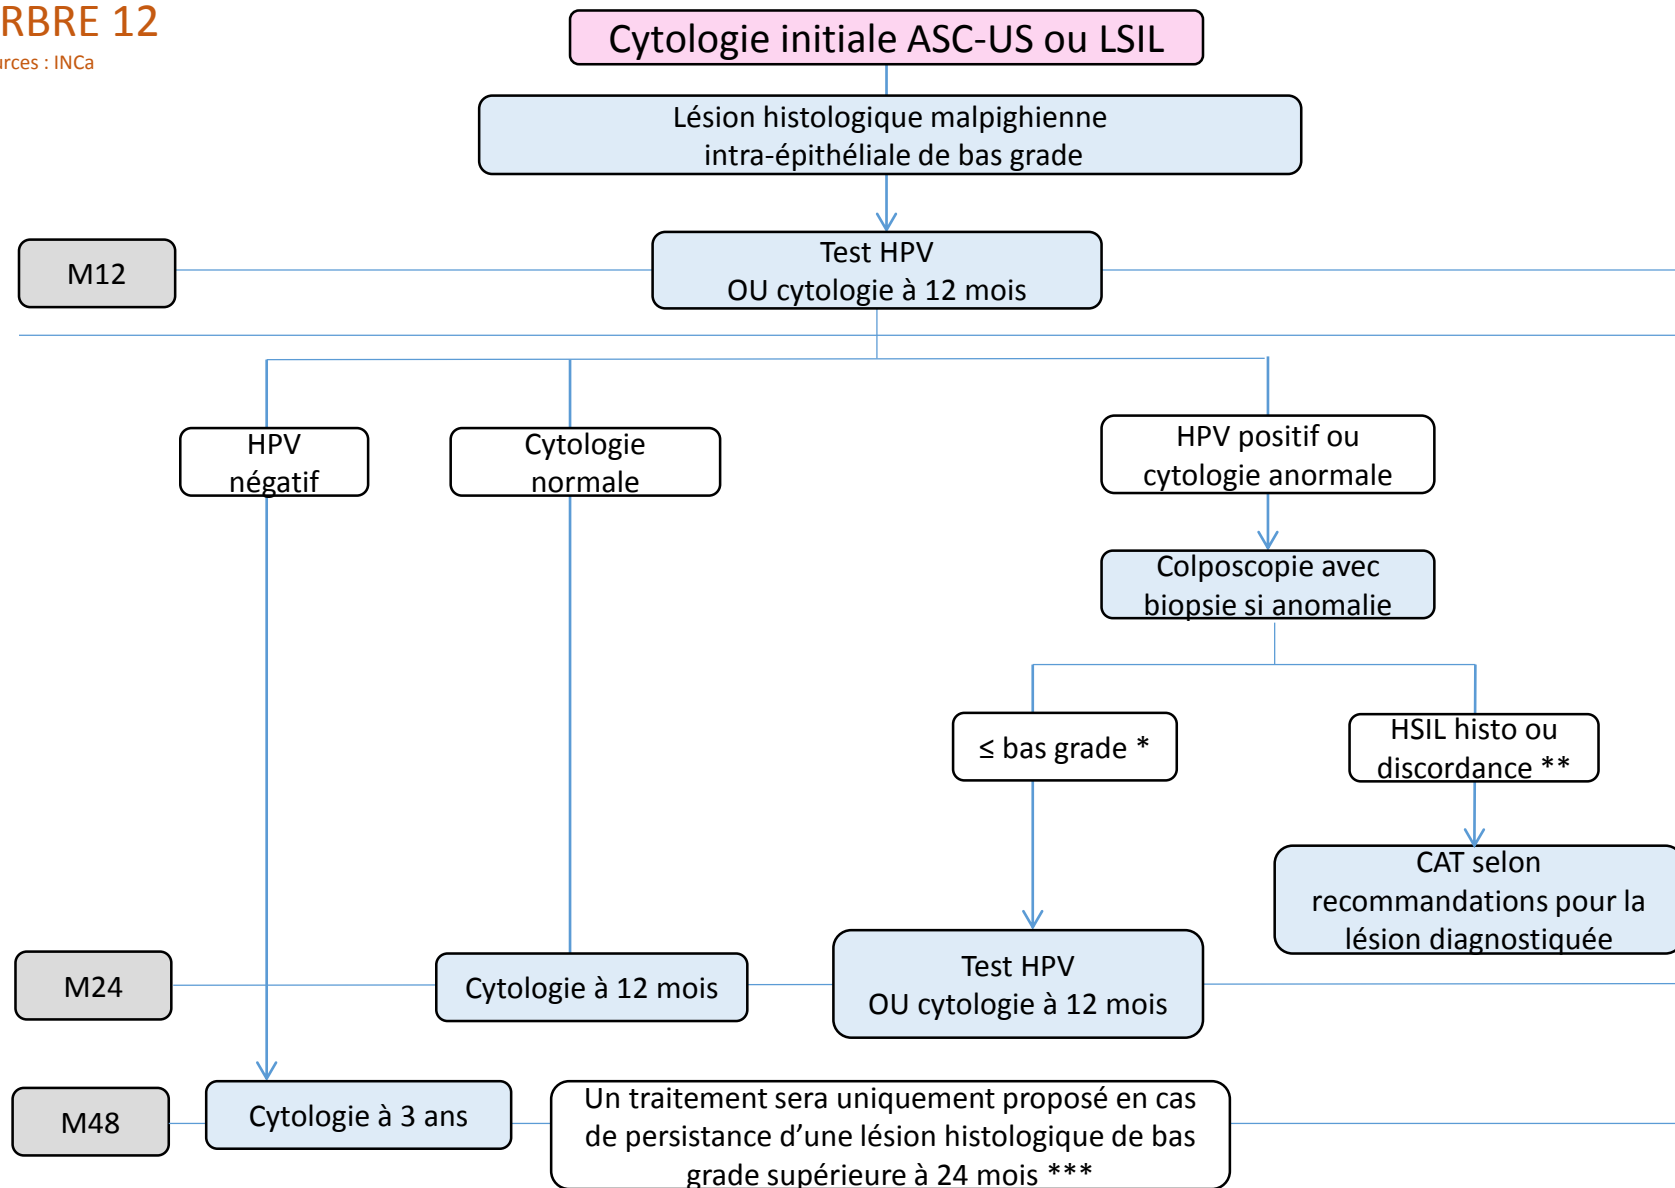 RBRE 12
urces : INCa
Cytologie initiale ASC-US ou LSIL
Lésion histologique malpighienne
intra-épithéliale de bas grade
M12
Test HPV
OU cytologie à 12 mois
HPV
négatif
Cytologie
normale
HPV positif ou
cytologie anormale
Colposcopie avec
biopsie si anomalie
≤ bas grade *
HSIL histo ou
discordance **
CAT selon
recommandations pour la
lésion diagnostiquée
M24
Cytologie à 12 mois
Test HPV
OU cytologie à 12 mois
M48
Cytologie à 3 ans
Un traitement sera uniquement proposé en cas
de persistance d’une lésion histologique de bas
grade supérieure à 24 mois ***